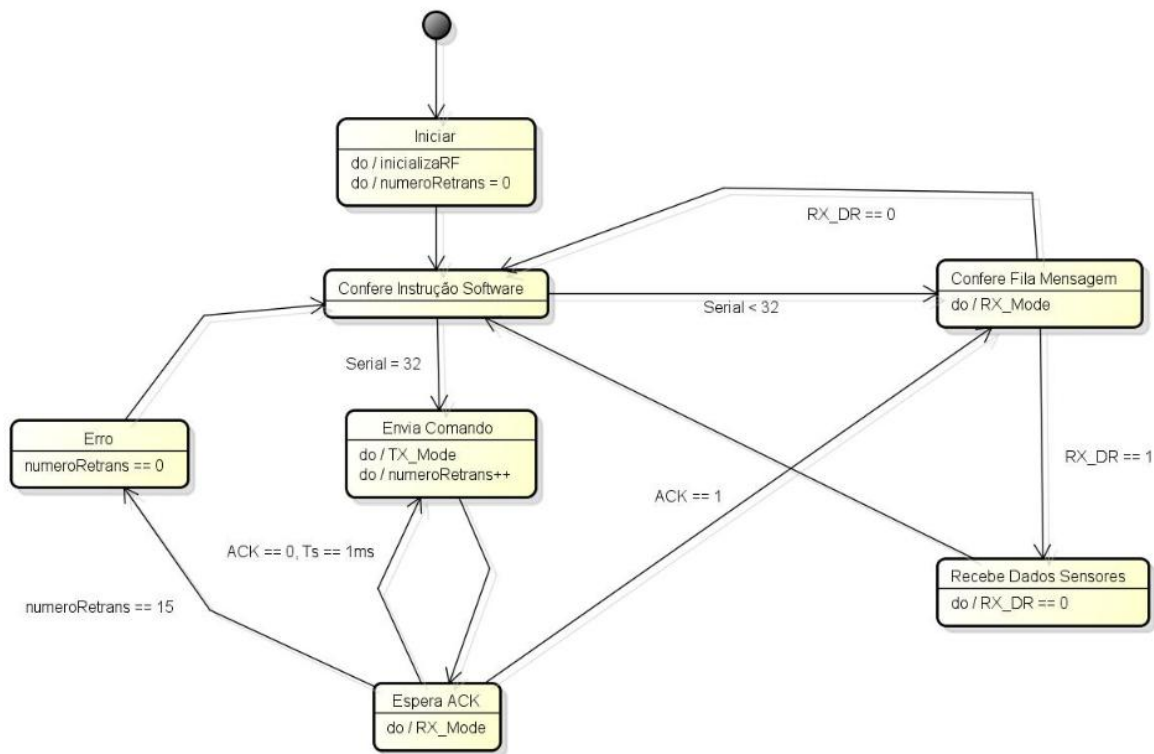 Iniciar
do / inicializaRF
do / numeroRetrans = 0
RX_DR == 0
Confere Instrução Software
Confere Fila Mensagem
do / RX_Mode
Serial < 32
Serial = 32
Erro
numeroRetrans == 0
Envia Comando
do / TX_Mode
do / numeroRetrans++
RX_DR == 1
ACK == 1
ACK == 0, Ts == 1ms
Recebe Dados Sensores
do / RX_DR == 0
numeroRetrans == 15
Espera ACK
do / RX_Mode